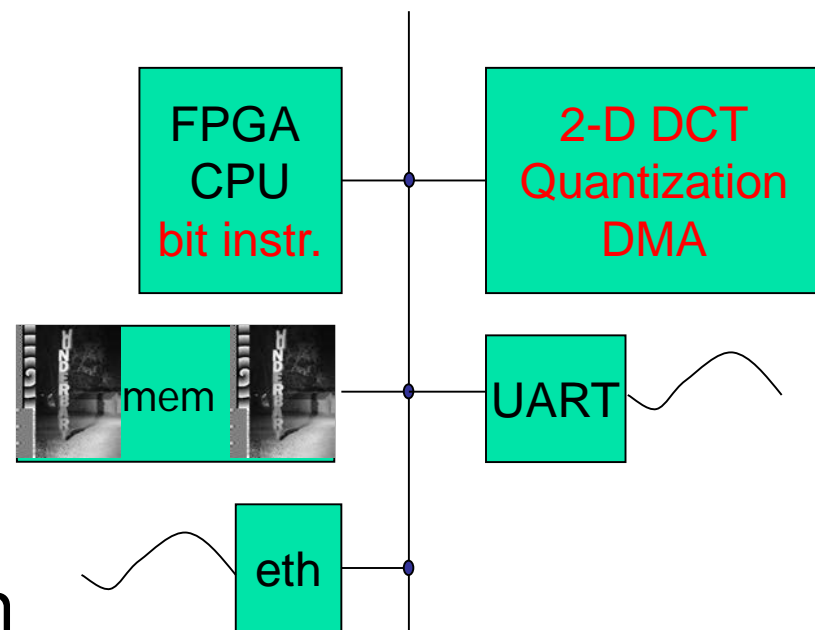 FPGA
CPU
bit instr.
2-D DCT
Quantization
DMA
mem
UART
eth